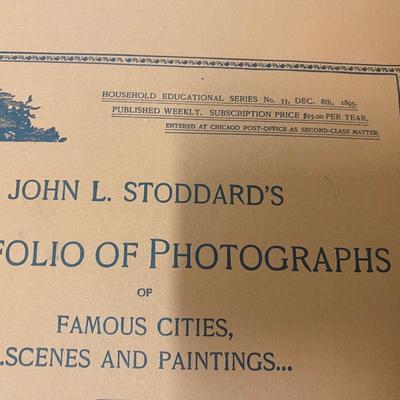 HOUSEHOLD EDUCATIONAL SERIES No. 33, DEC. 8th, 1893.
PUBLISHED WEEKLY. SUBSCRIPTION PRICE $25.00 PER YEAR.
ENTERED AT CHICAGO POST-OFFICE AS SECOND-CLASS MATTER.
JOHN L. STODDARD'S
FOLIO OF PHOTOGRAPHS
OF
FAMOUS CITIES,
..SCENES AND PAINTINGS...